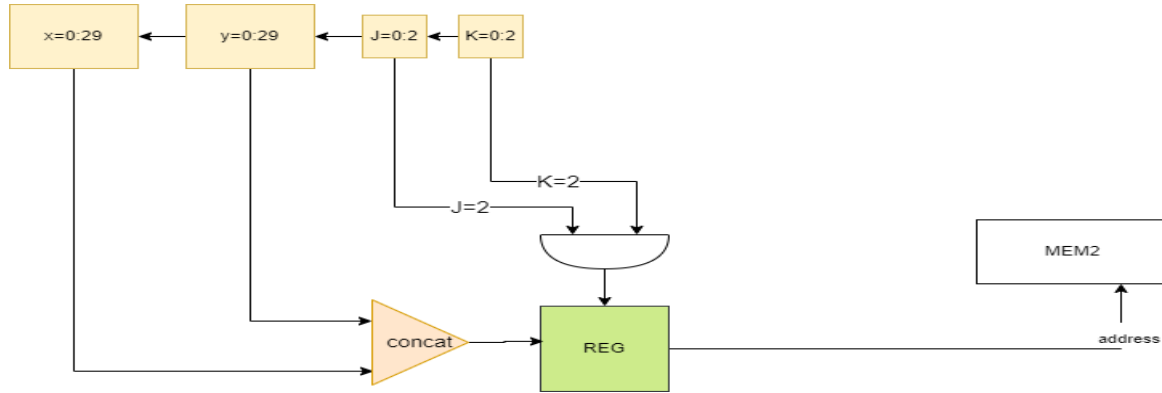 x=0:29
y=0:29
J=0:2
K=0:2
K=2
J=2
MEM2
concat
REG
address